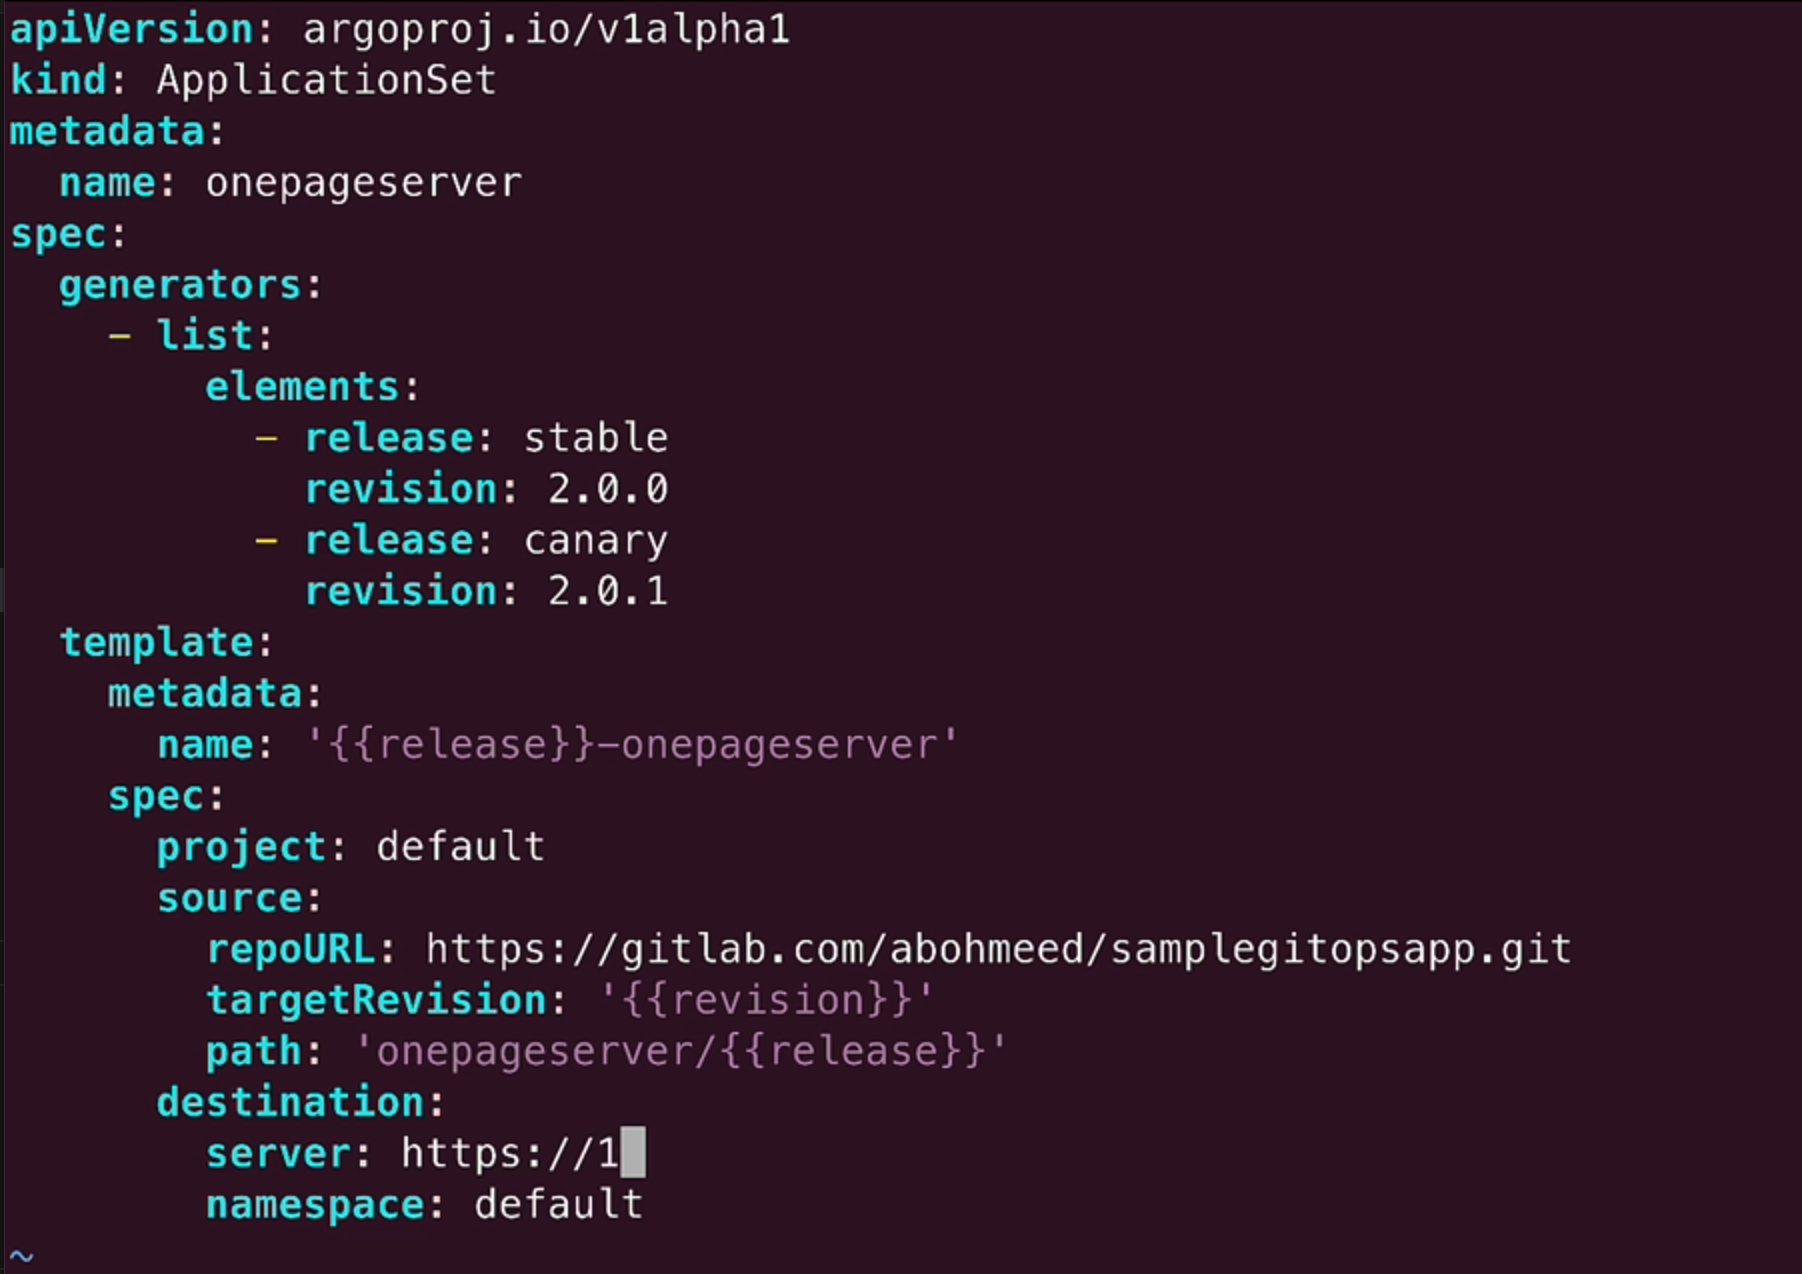 apiVersion: argoproj.io/v1alpha1
kind: ApplicationSet
metadata:
  name: onepageserver
spec:
  generators:
    - list:
        elements:
          - release: stable
            revision: 2.0.0
          - release: canary
            revision: 2.0.1
  template:
    metadata:
      name: '{{release}}-onepageserver'
    spec:
      project: default
      source:
        repoURL: https://gitlab.com/abohmeed/samplegitopsapp.git
        targetRevision: '{{revision}}'
        path: 'onepageserver/{{release}}'
      destination:
        server: https://1
        namespace: default
~